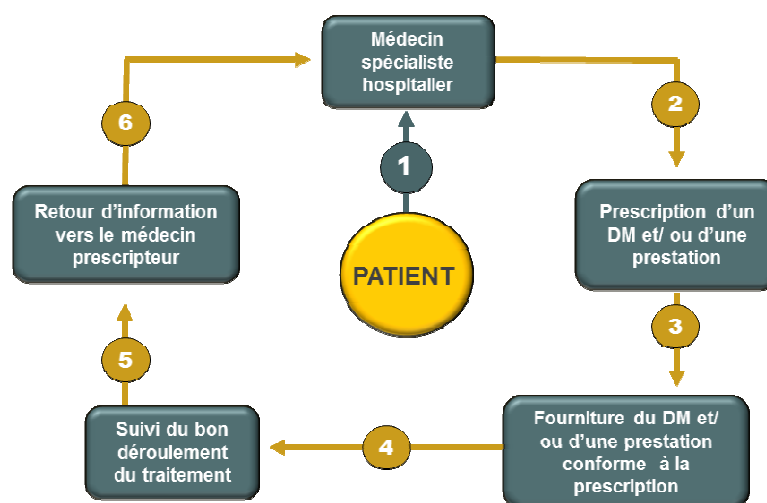 Médecin
spécialiste
hospitalier
1
PATIENT
2
Prescription d'un
DM et/ ou d'une
prestation
3
Fourniture du DM et/
ou d'une prestation
conforme à la
prescription
4
Suivi du bon
déroulement
du traitement
5
Retour d'information
vers le médecin
prescripteur
6